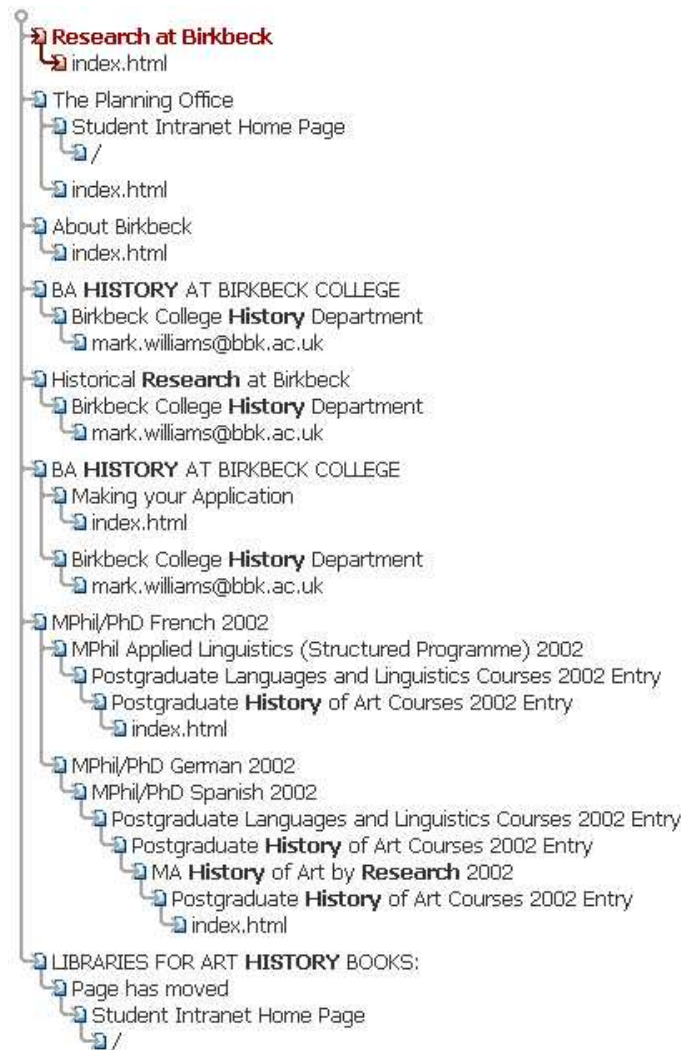 Research at Birkbeck
index.html
The Planning Office
Student Intranet Home Page
/
index.html
About Birkbeck
index.html
BA HISTORY AT BIRKBECK COLLEGE
Birkbeck College History Department
mark.williams@bbk.ac.uk
Historical Research at Birkbeck
Birkbeck College History Department
mark.williams@bbk.ac.uk
BA HISTORY AT BIRKBECK COLLEGE
Making your Application
index.html
Birkbeck College History Department
mark.williams@bbk.ac.uk
MPhil/PhD French 2002
MPhil Applied Linguistics (Structured Programme) 2002
Postgraduate Languages and Linguistics Courses 2002 Entry
Postgraduate History of Art Courses 2002 Entry
index.html
MPhil/PhD German 2002
MPhil/PhD Spanish 2002
Postgraduate Languages and Linguistics Courses 2002 Entry
Postgraduate History of Art Courses 2002 Entry
MA History of Art by Research 2002
Postgraduate History of Art Courses 2002 Entry
index.html
LIBRARIES FOR ART HISTORY BOOKS:
Page has moved
Student Intranet Home Page
/